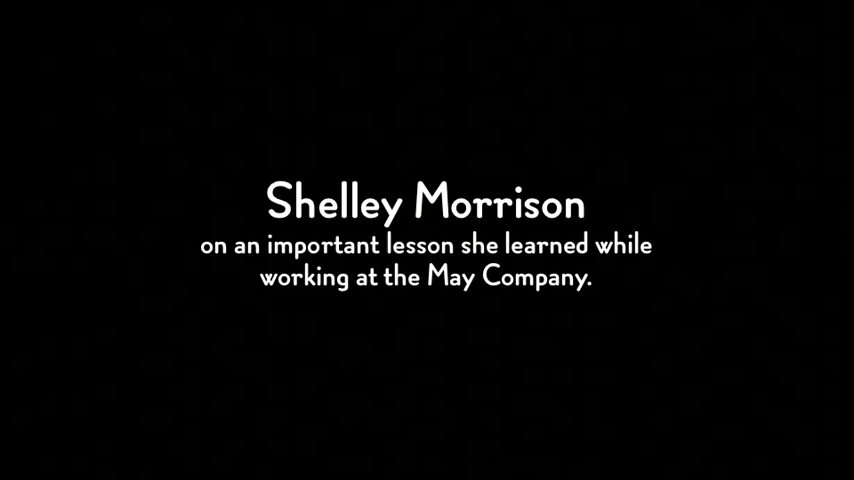 Shelley Morrison
on an important lesson she learned while
working at the May Company.